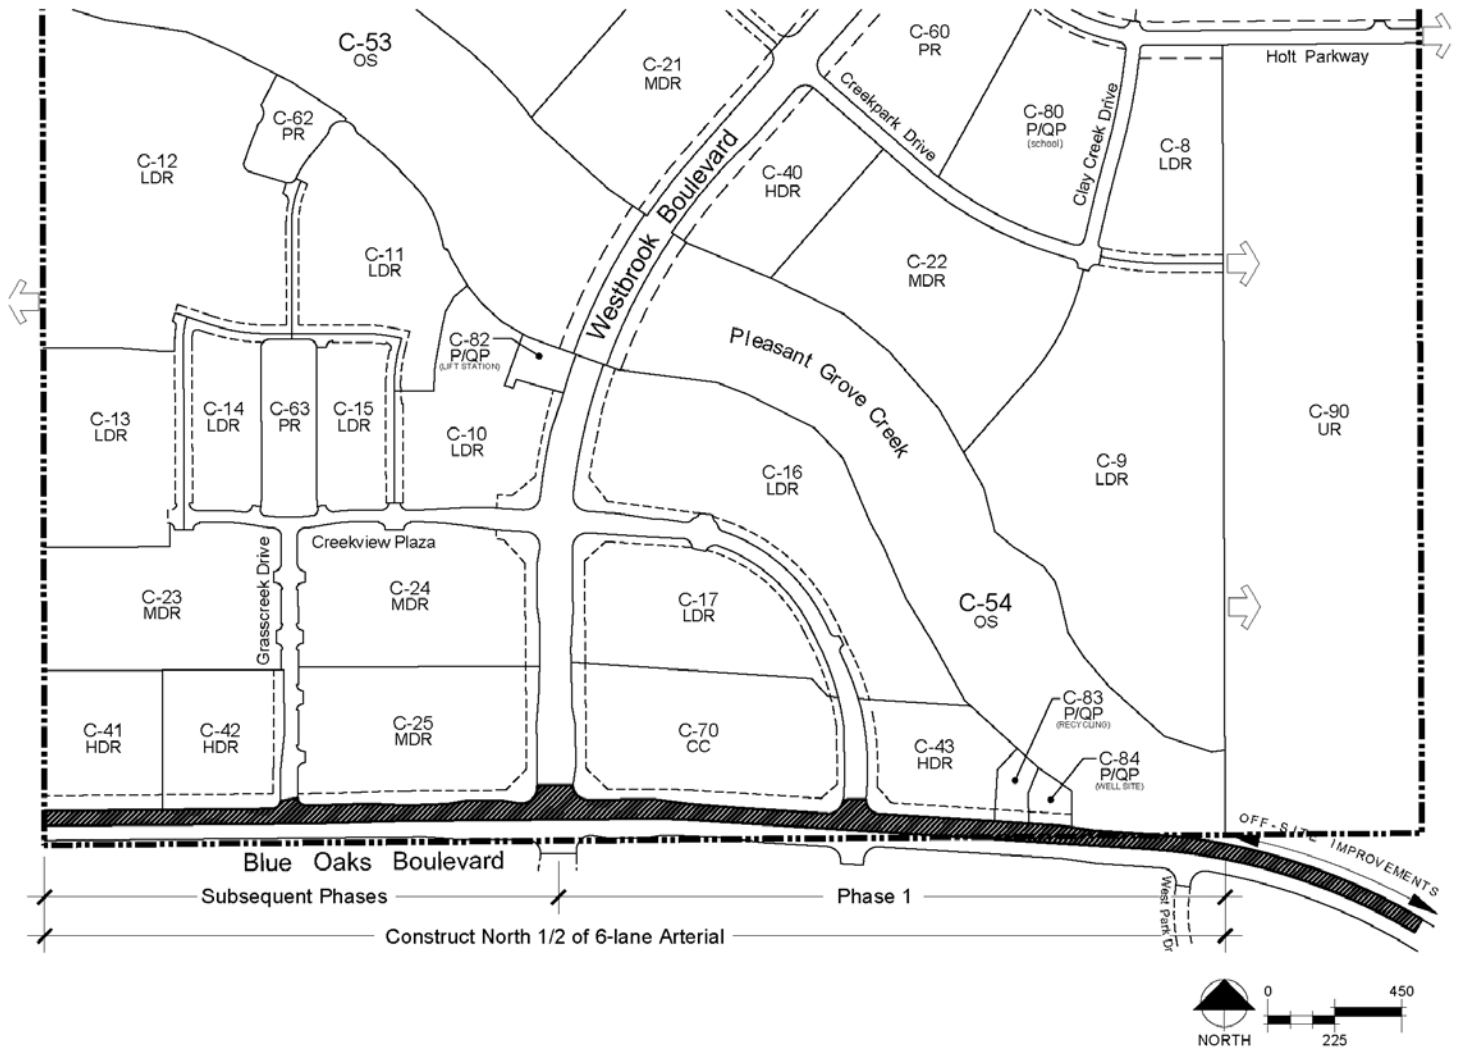 C-53
OS
C-60
PR
Holt Parkway
C-21
MDR
C-62
PR
Creekpark Drive
C-80
P/QP
(school)
Clay Creek Drive
C-8
LDR
C-12
LDR
C-40
HDR
Westbrook Boulevard
C-11
LDR
C-22
MDR
C-82
P/QP
(LIFT STATION)
Pleasant Grove Creek
C-13
LDR
C-14
LDR
C-63
PR
C-15
LDR
C-10
LDR
C-90
UR
C-16
LDR
C-9
LDR
Creekview Plaza
Grasscreek Drive
C-23
MDR
C-24
MDR
C-17
LDR
C-54
OS
C-83
P/QP
(RECYCLING)
C-41
HDR
C-42
HDR
C-25
MDR
C-70
CC
C-43
HDR
C-84
P/QP
(WELL SITE)
OFF-SITE IMPROVEMENTS
Blue Oaks Boulevard
West Park Dr
Subsequent Phases
Phase 1
Construct North 1/2 of 6-lane Arterial
0
450
NORTH
225